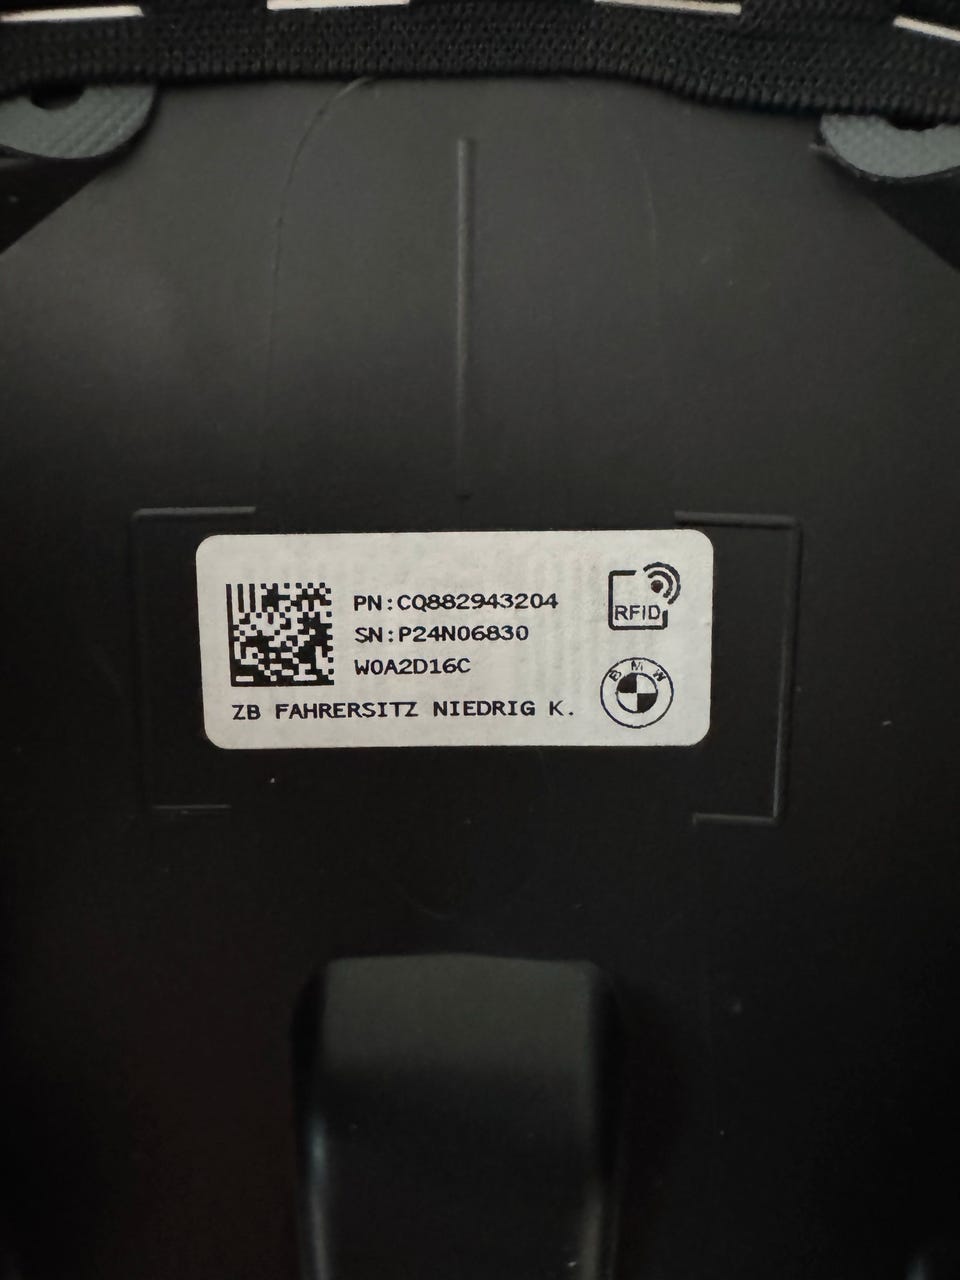 PN:CQ882943204
SN:P24N06830
W0A2D16C
ZB FAHRERSITZ NIEDRIG K.
RFID
BMW